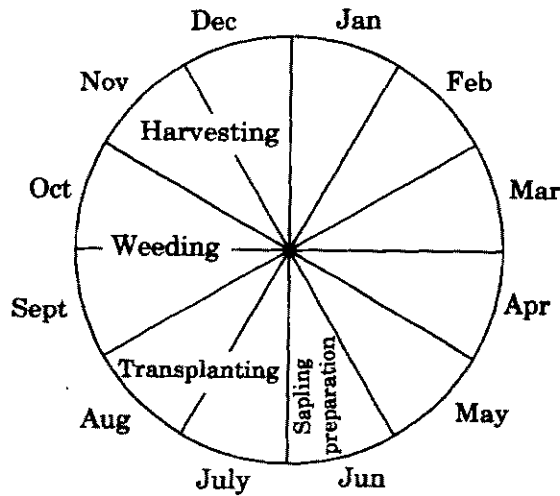 Dec
Jan
Nov
Feb
Harvesting
Oct
Mar
Weeding
Sept
Apr
Transplanting
Sapling
preparation
Aug
May
July
Jun